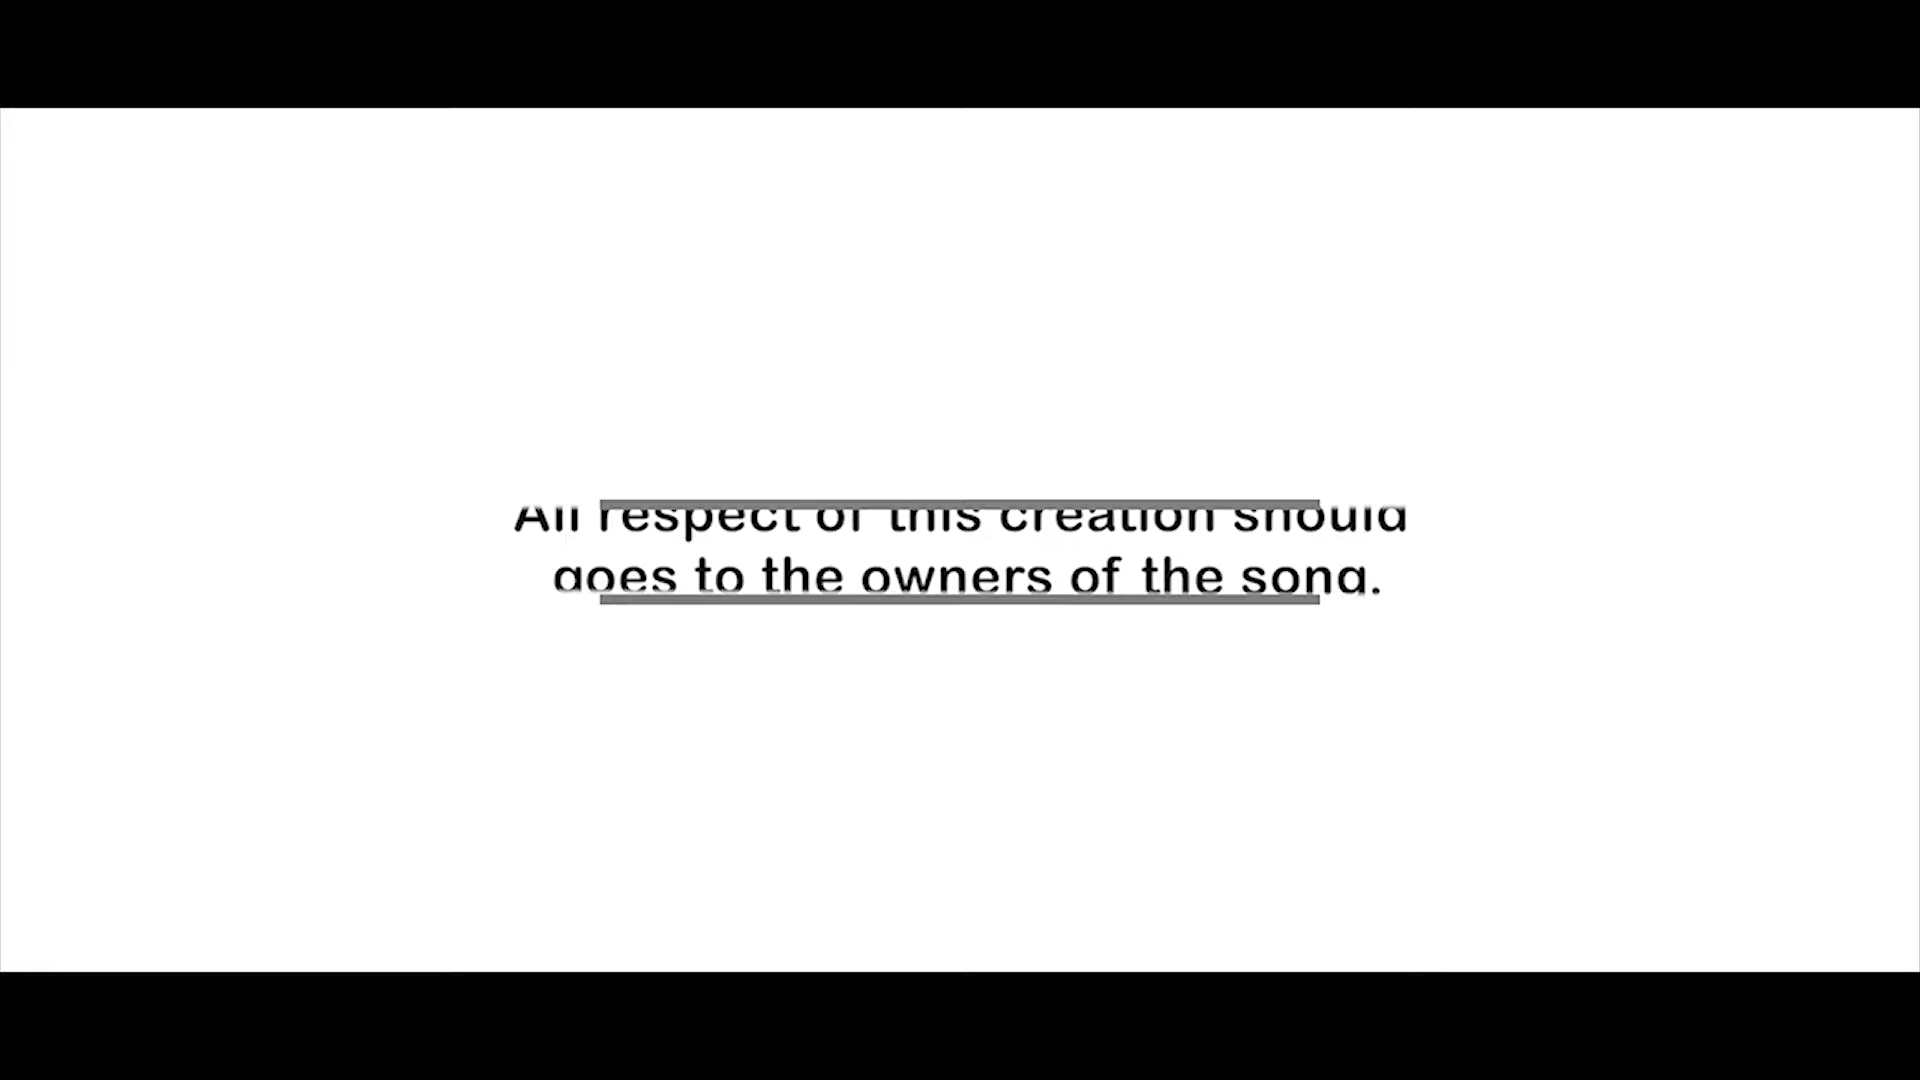 All respect of this creation should
goes to the owners of the song.